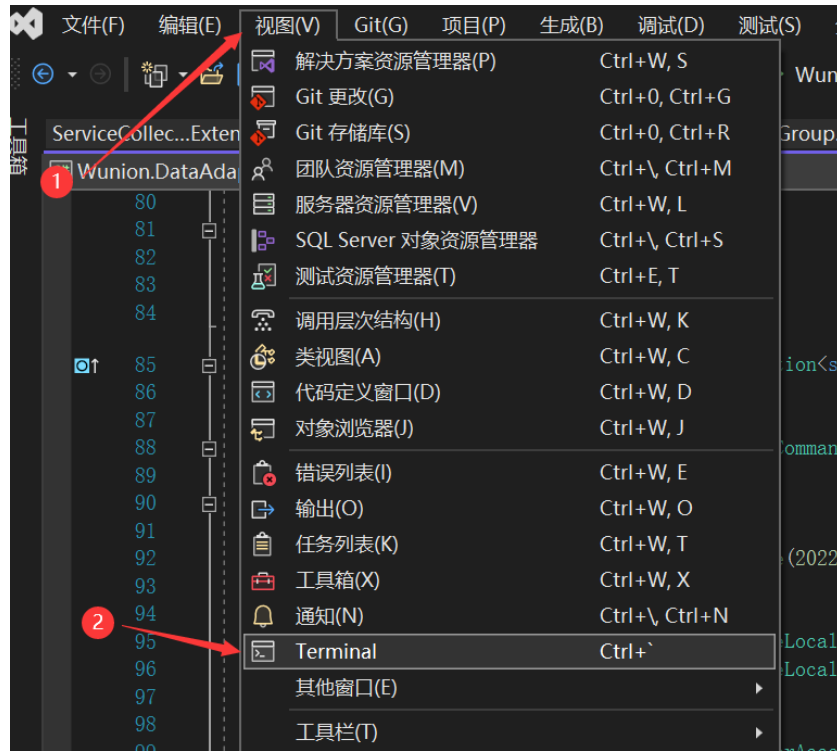 文件(F) 编辑(E) 视图(V) Git(G) 项目(P) 生成(B) 调试(D) 测试(S)
Wun
工具箱
ServiceCollec...Exten
Group.
Wunion.DataAda
1
解决方案资源管理器(P) Ctrl+W, S
Git 更改(G) Ctrl+0, Ctrl+G
Git 存储库(S) Ctrl+0, Ctrl+R
团队资源管理器(M) Ctrl+\, Ctrl+M
服务器资源管理器(V) Ctrl+W, L
SQL Server 对象资源管理器 Ctrl+\, Ctrl+S
测试资源管理器(T) Ctrl+E, T
调用层次结构(H) Ctrl+W, K
类视图(A) Ctrl+W, C
代码定义窗口(D) Ctrl+W, D
对象浏览器(J) Ctrl+W, J
错误列表(I) Ctrl+W, E
输出(O) Ctrl+W, O
任务列表(K) Ctrl+W, T
工具箱(X) Ctrl+W, X
通知(N) Ctrl+\, Ctrl+N
2
Terminal Ctrl+`
其他窗口(E)
工具栏(T)
80
81
82
83
84
85 ion<s
86
87
88 omman
89
90
91
92 (2022
93
94
95 Local
96 Local
97
98